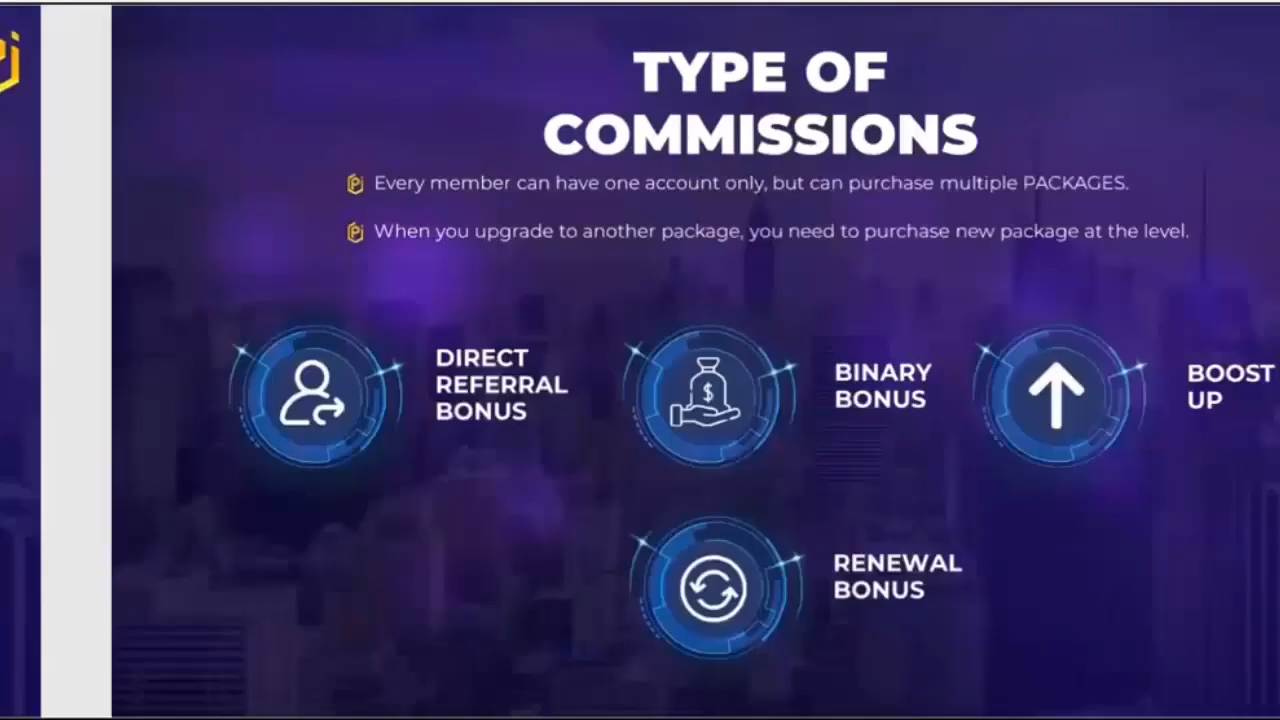 TYPE OF
COMMISSIONS
Every member can have one account only, but can purchase multiple PACKAGES.
When you upgrade to another package, you need to purchase new package at the level.
DIRECT
REFERRAL
BONUS
BINARY
BONUS
BOOST
UP
RENEWAL
BONUS